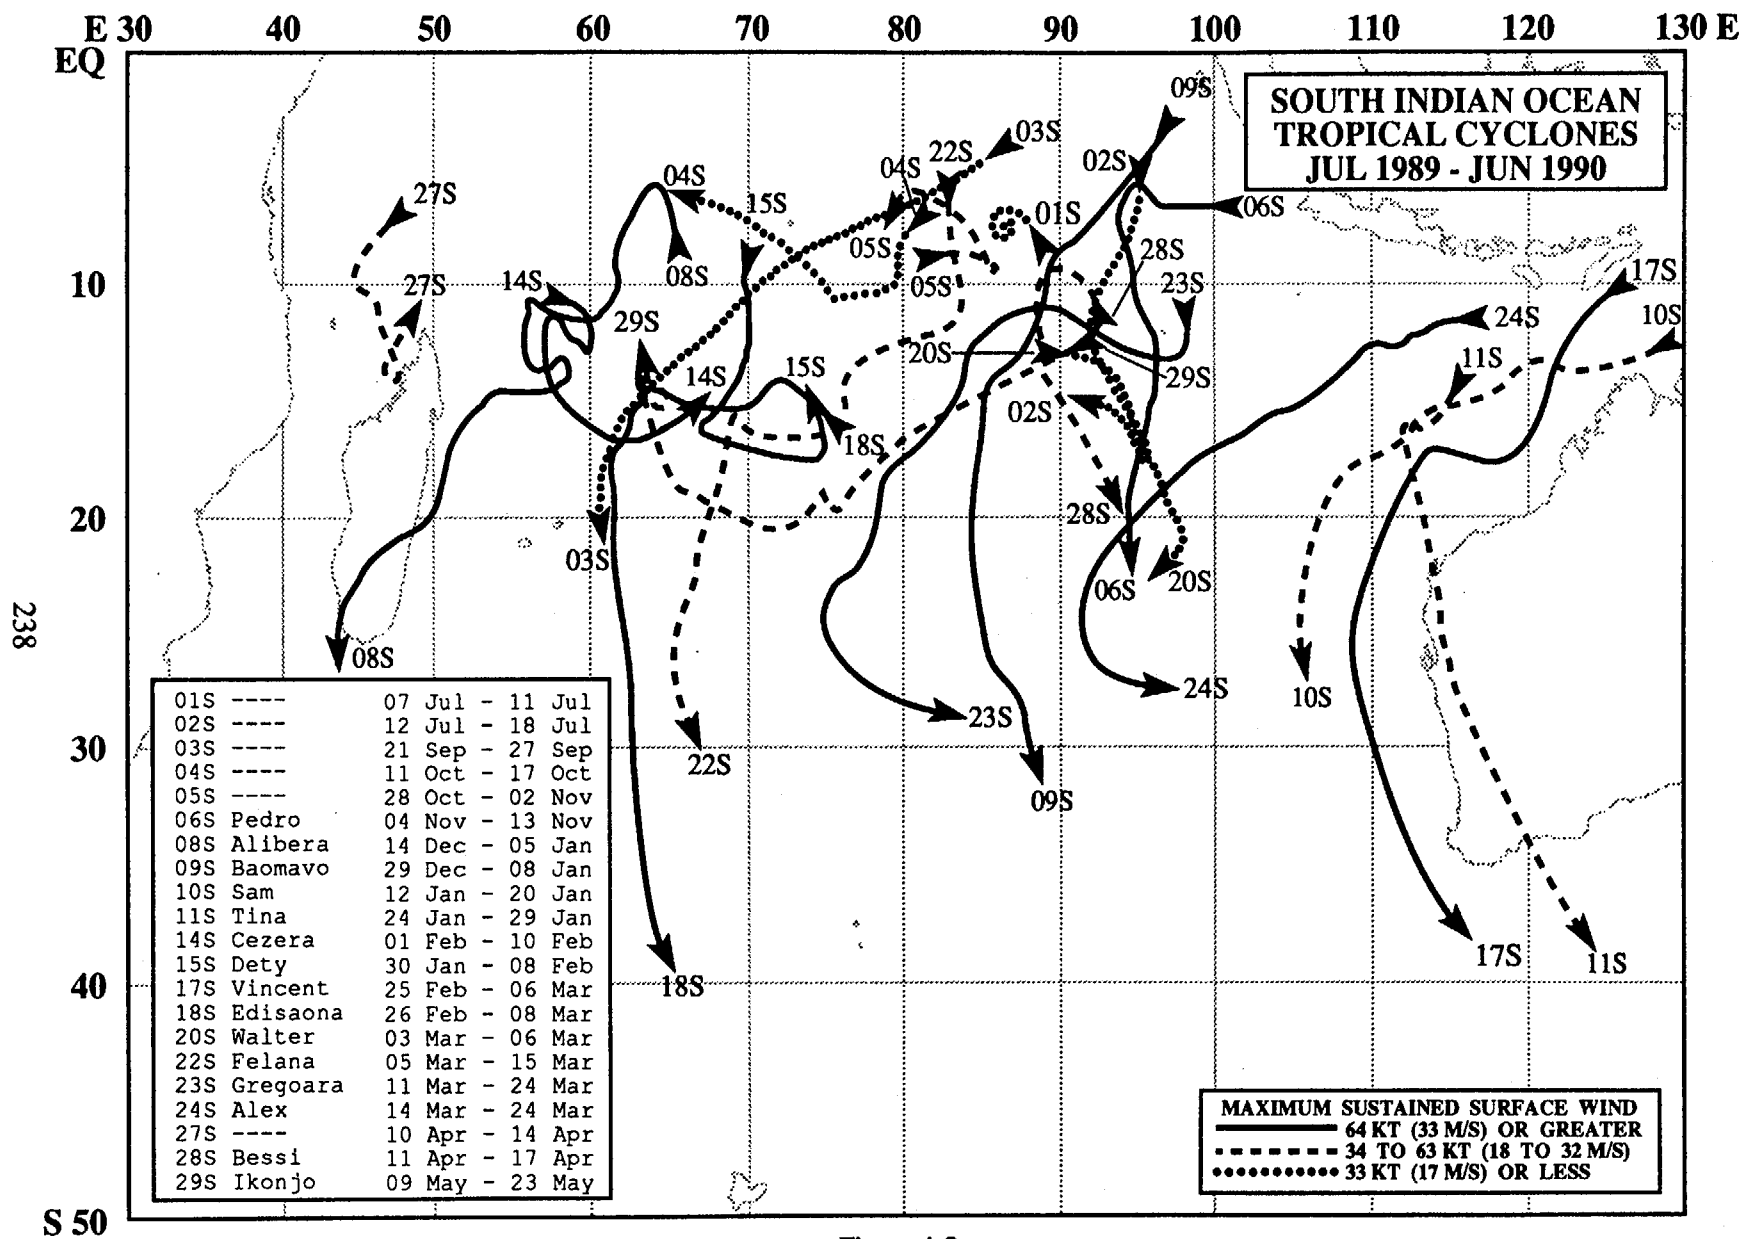 E 30 40 50 60 70 80 90 100 110 120 130 E
EQ
10
20
30
40
S 50
SOUTH INDIAN OCEAN
TROPICAL CYCLONES
JUL 1989 - JUN 1990
09S
03S
22S
04S
02S
04S
27S
15S
01S
06S
05S
28S
08S
17S
14S
27S
05S
23S
29S
24S
10S
20S
11S
14S
15S
29S
02S
18S
28S
03S
06S
20S
08S
24S
10S
23S
22S
09S
17S
11S
18S
238
01S ---- 07 Jul - 11 Jul
02S ---- 12 Jul - 18 Jul
03S ---- 21 Sep - 27 Sep
04S ---- 11 Oct - 17 Oct
05S ---- 28 Oct - 02 Nov
06S Pedro 04 Nov - 13 Nov
08S Alibera 14 Dec - 05 Jan
09S Baomavo 29 Dec - 08 Jan
10S Sam 12 Jan - 20 Jan
11S Tina 24 Jan - 29 Jan
14S Cezera 01 Feb - 10 Feb
15S Dety 30 Jan - 08 Feb
17S Vincent 25 Feb - 06 Mar
18S Edisaona 26 Feb - 08 Mar
20S Walter 03 Mar - 06 Mar
22S Felana 05 Mar - 15 Mar
23S Gregoara 11 Mar - 24 Mar
24S Alex 14 Mar - 24 Mar
27S ---- 10 Apr - 14 Apr
28S Bessi 11 Apr - 17 Apr
29S Ikonjo 09 May - 23 May
MAXIMUM SUSTAINED SURFACE WIND
64 KT (33 M/S) OR GREATER
34 TO 63 KT (18 TO 32 M/S)
33 KT (17 M/S) OR LESS